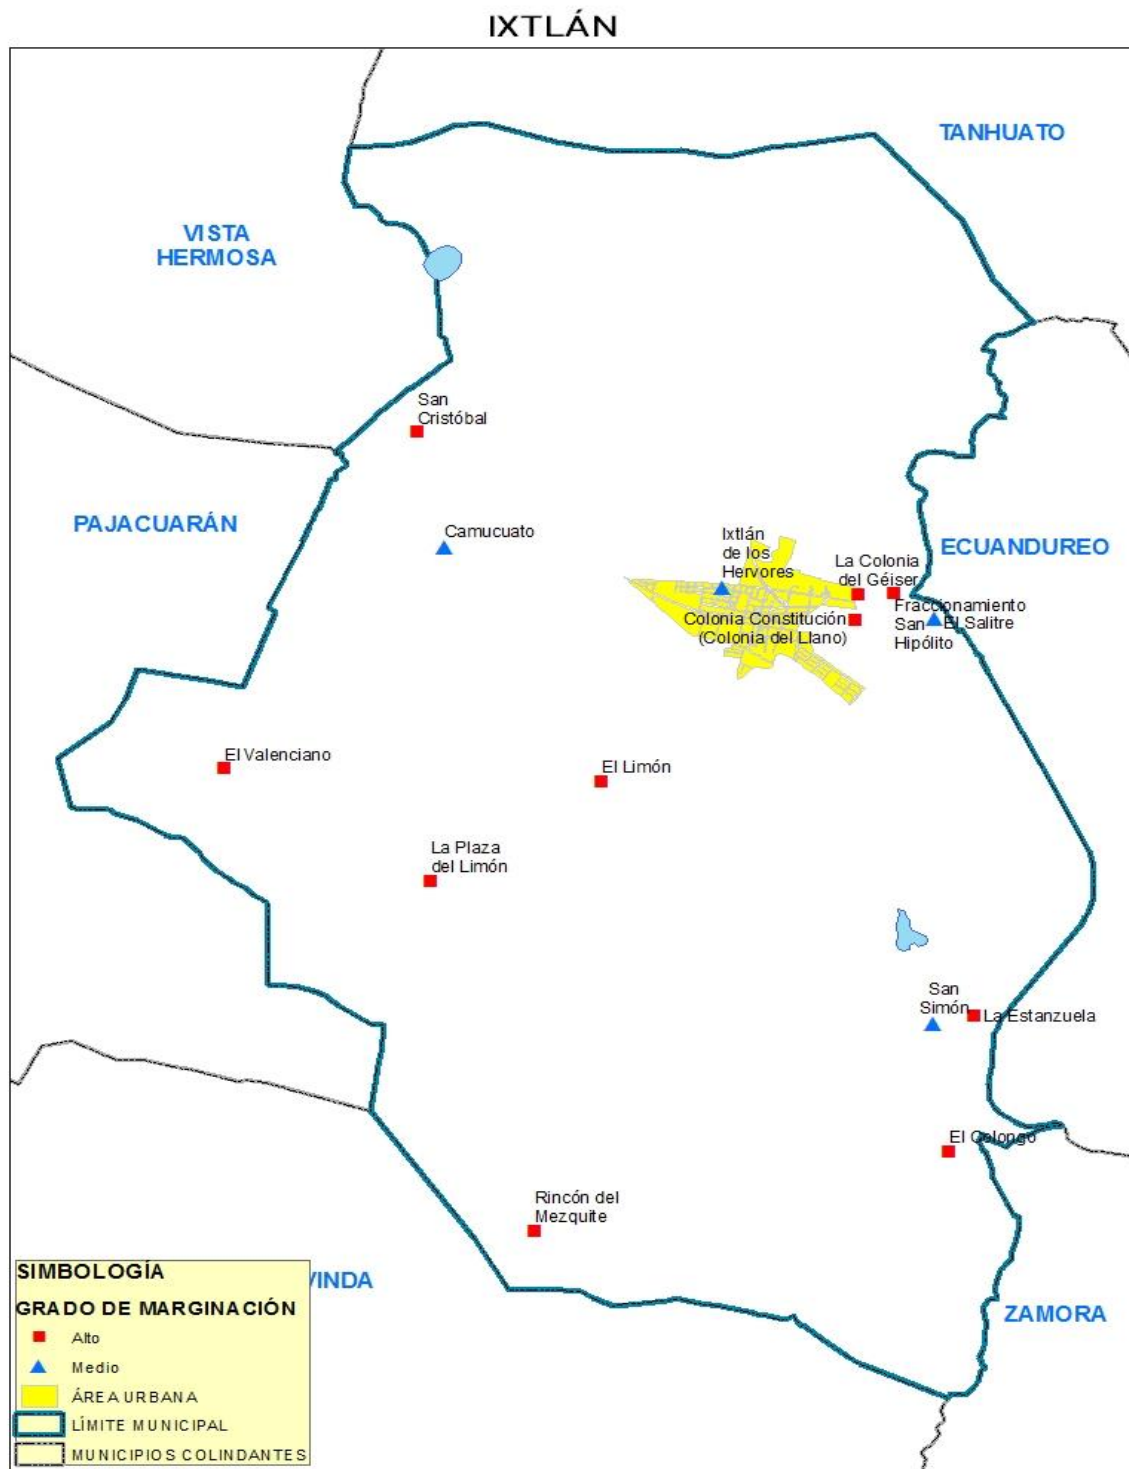 IXTLÁN
TANHUATO
VISTA
HERMOSA
San
Cristóbal
PAJACUARÁN
Camucuato
Ixtlán
de los
Hervores
ECUANDUREO
La Colonia
del Géiser
Fraccionamiento
San
Hipólito
El Salitre
Colonia Constitución
(Colonia del Llano)
El Valenciano
El Limón
La Plaza
del Limón
San
Simón
La Estanzuela
El Colongo
Rincón del
Mezquite
VINDA
ZAMORA
SIMBOLOGÍA
GRADO DE MARGINACIÓN
Alto
Medio
ÁREA URBANA
LÍMITE MUNICIPAL
MUNICIPIOS COLINDANTES